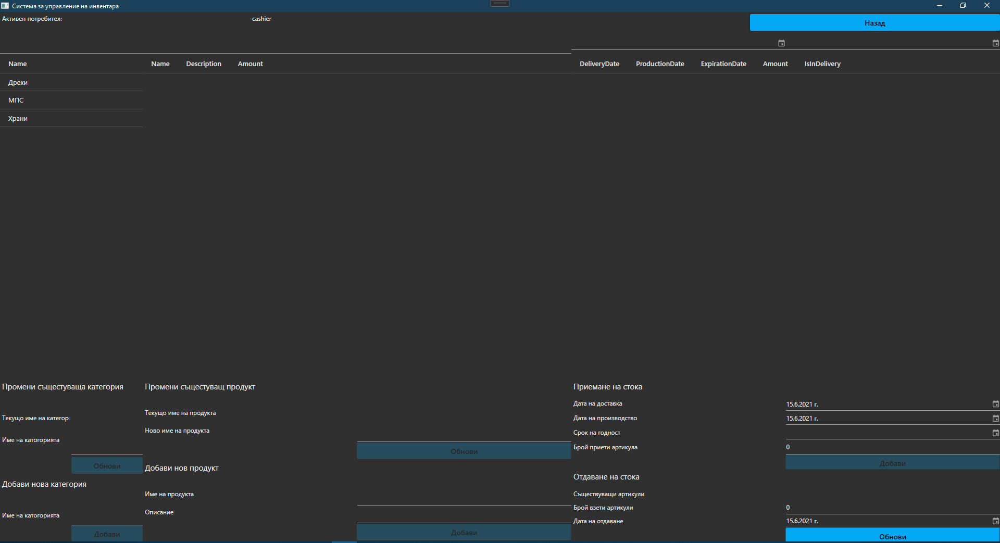 Система за управление на инвентара
Активен потребител:
cashier
Назад
Name
Name Description Amount
DeliveryDate ProductionDate ExpirationDate Amount IsInDelivery
Дрехи
МПС
Храни
Промени същестуваща категория
Текущо име на категор
Име на катогорията
Обнови
Добави нова категория
Име на катогорията
Добави
Промени същестуващ продукт
Текущо име на продукта
Ново име на продукта
Обнови
Добави нов продукт
Име на продукта
Описание
Добави
Приемане на стока
Дата на доставка 15.6.2021 г.
Дата на производство 15.6.2021 г.
Срок на годност
Брой приети артикула 0
Добави
Отдаване на стока
Съществуващи артикули
Брой взети артикули 0
Дата на отдаване 15.6.2021 г.
Обнови